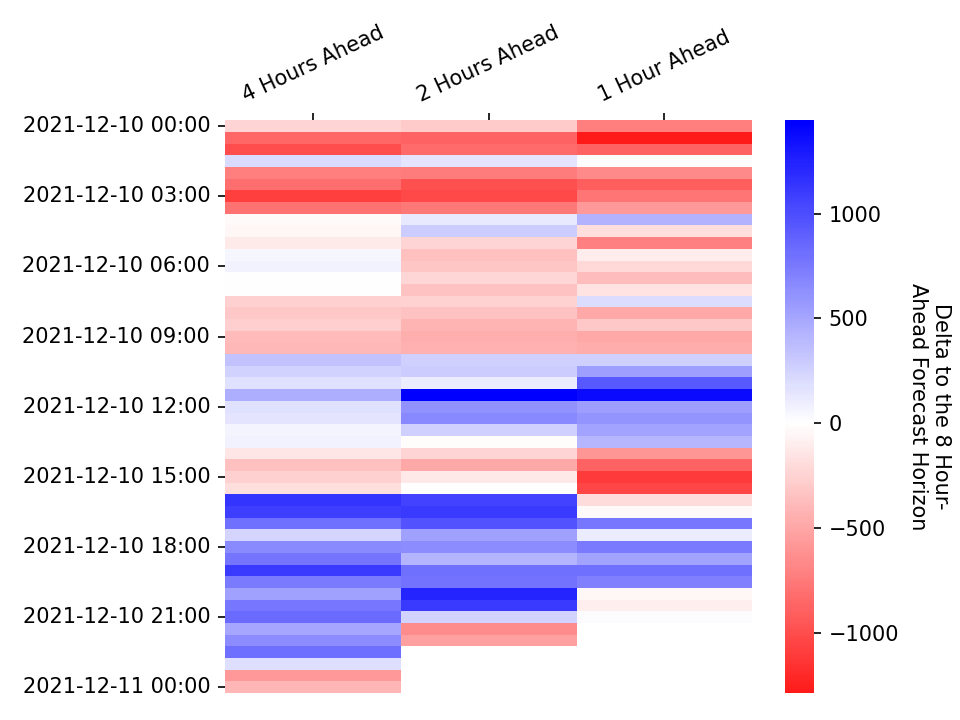 4 Hours Ahead
2 Hours Ahead
1 Hour Ahead
2021-12-10 00:00
2021-12-10 03:00
2021-12-10 06:00
2021-12-10 09:00
2021-12-10 12:00
2021-12-10 15:00
2021-12-10 18:00
2021-12-10 21:00
2021-12-11 00:00
1000
500
0
−500
−1000
Delta to the 8 Hour-
Ahead Forecast Horizon